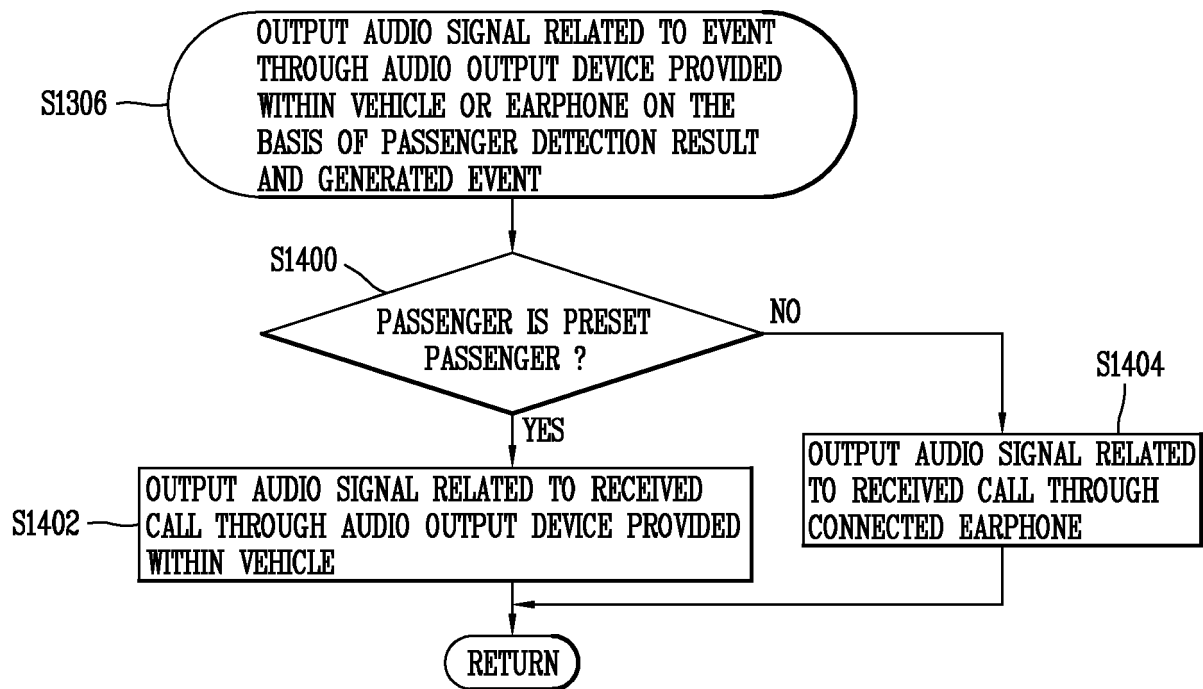 OUTPUT AUDIO SIGNAL RELATED TO EVENT
THROUGH AUDIO OUTPUT DEVICE PROVIDED
WITHIN VEHICLE OR EARPHONE ON THE
BASIS OF PASSENGER DETECTION RESULT
AND GENERATED EVENT
S1306
S1400
PASSENGER IS PRESET
PASSENGER ?
NO
YES
S1404
OUTPUT AUDIO SIGNAL RELATED
TO RECEIVED CALL THROUGH
CONNECTED EARPHONE
S1402
OUTPUT AUDIO SIGNAL RELATED TO RECEIVED
CALL THROUGH AUDIO OUTPUT DEVICE PROVIDED
WITHIN VEHICLE
RETURN